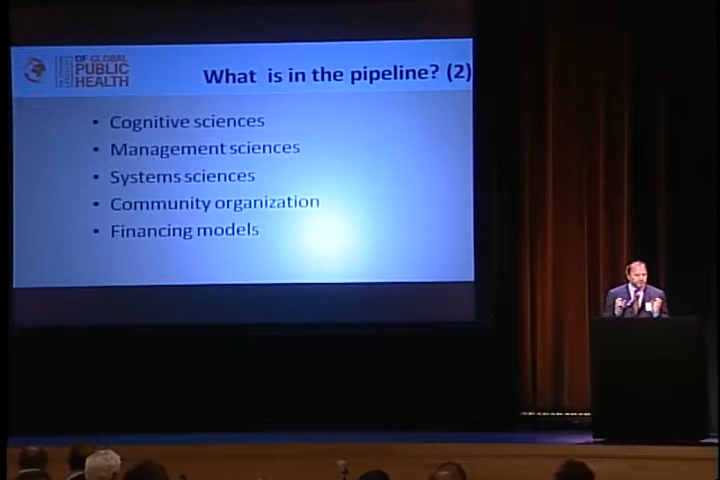 OF GLOBAL
PUBLIC
HEALTH
What is in the pipeline? (2)
• Cognitive sciences
• Management sciences
• Systems sciences
• Community organization
• Financing models